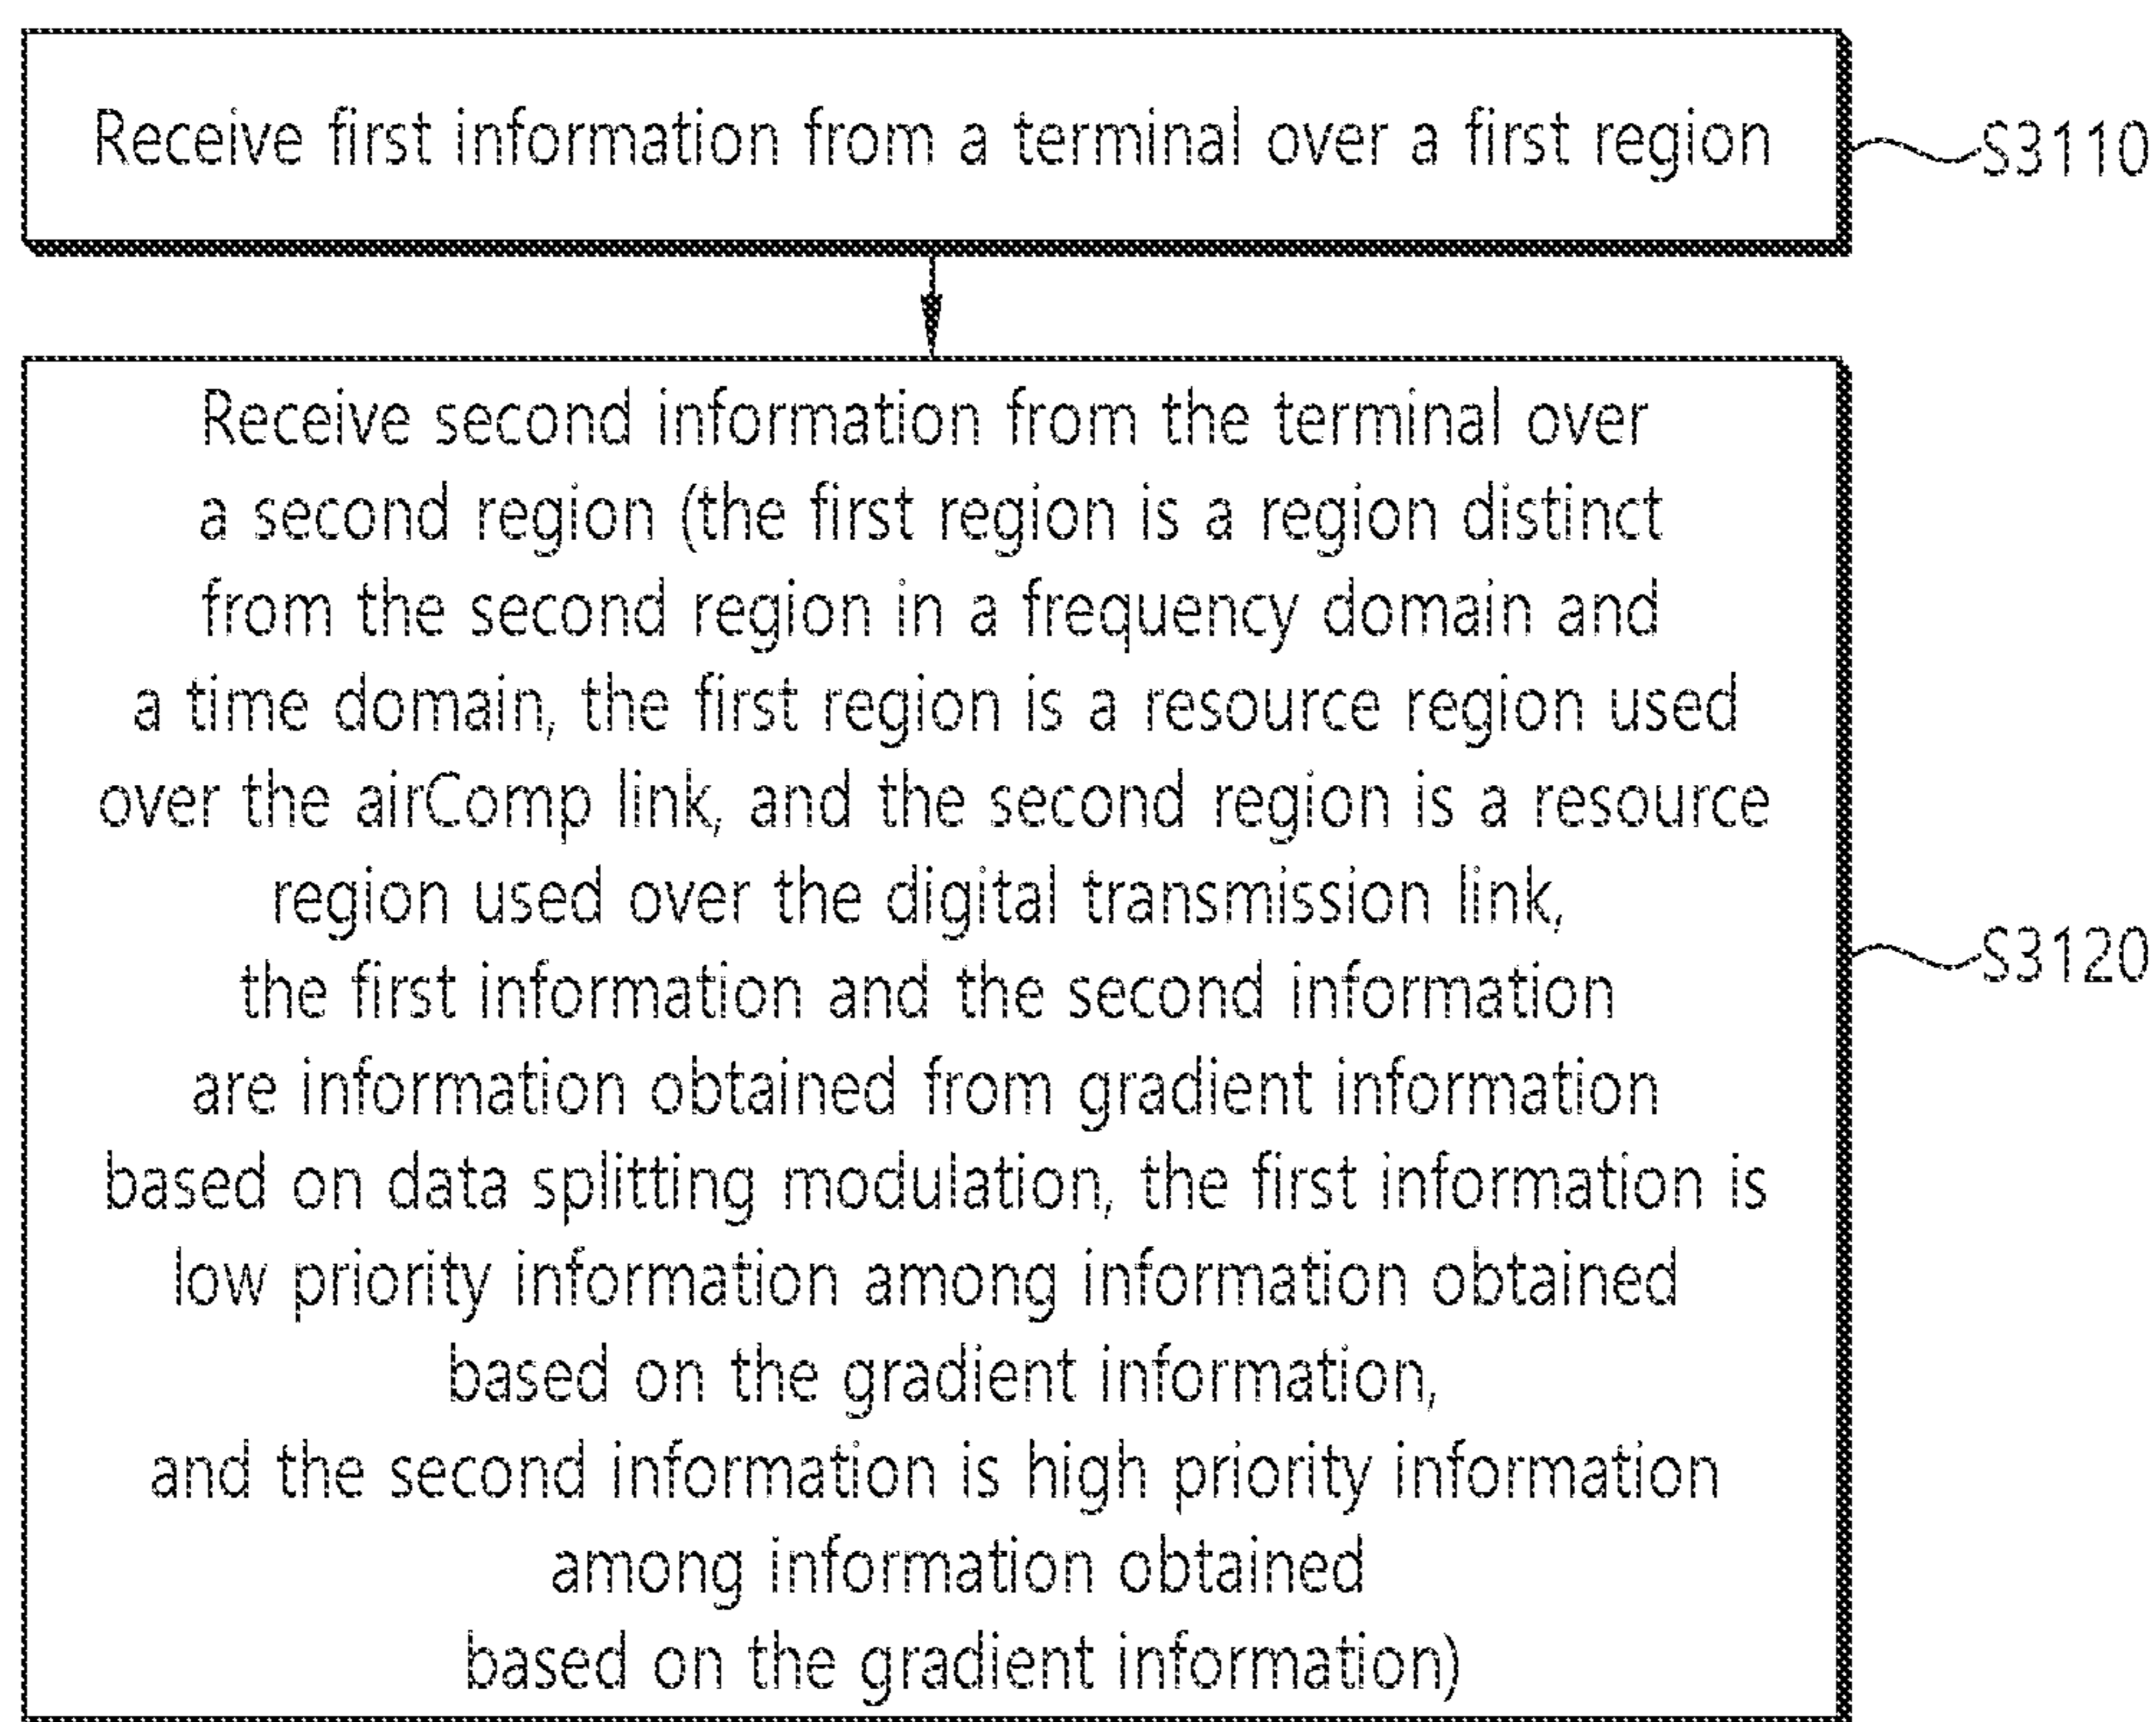 Receive first information from a terminal over a first region
S3110
Receive second information from the terminal over
a second region (the first region is a region distinct
from the second region in a frequency domain and
a time domain, the first region is a resource region used
over the airComp link, and the second region is a resource
region used over the digital transmission link,
the first information and the second information
are information obtained from gradient information
based on data splitting modulation, the first information is
low priority information among information obtained
based on the gradient information,
and the second information is high priority information
among information obtained
based on the gradient information)
S3120